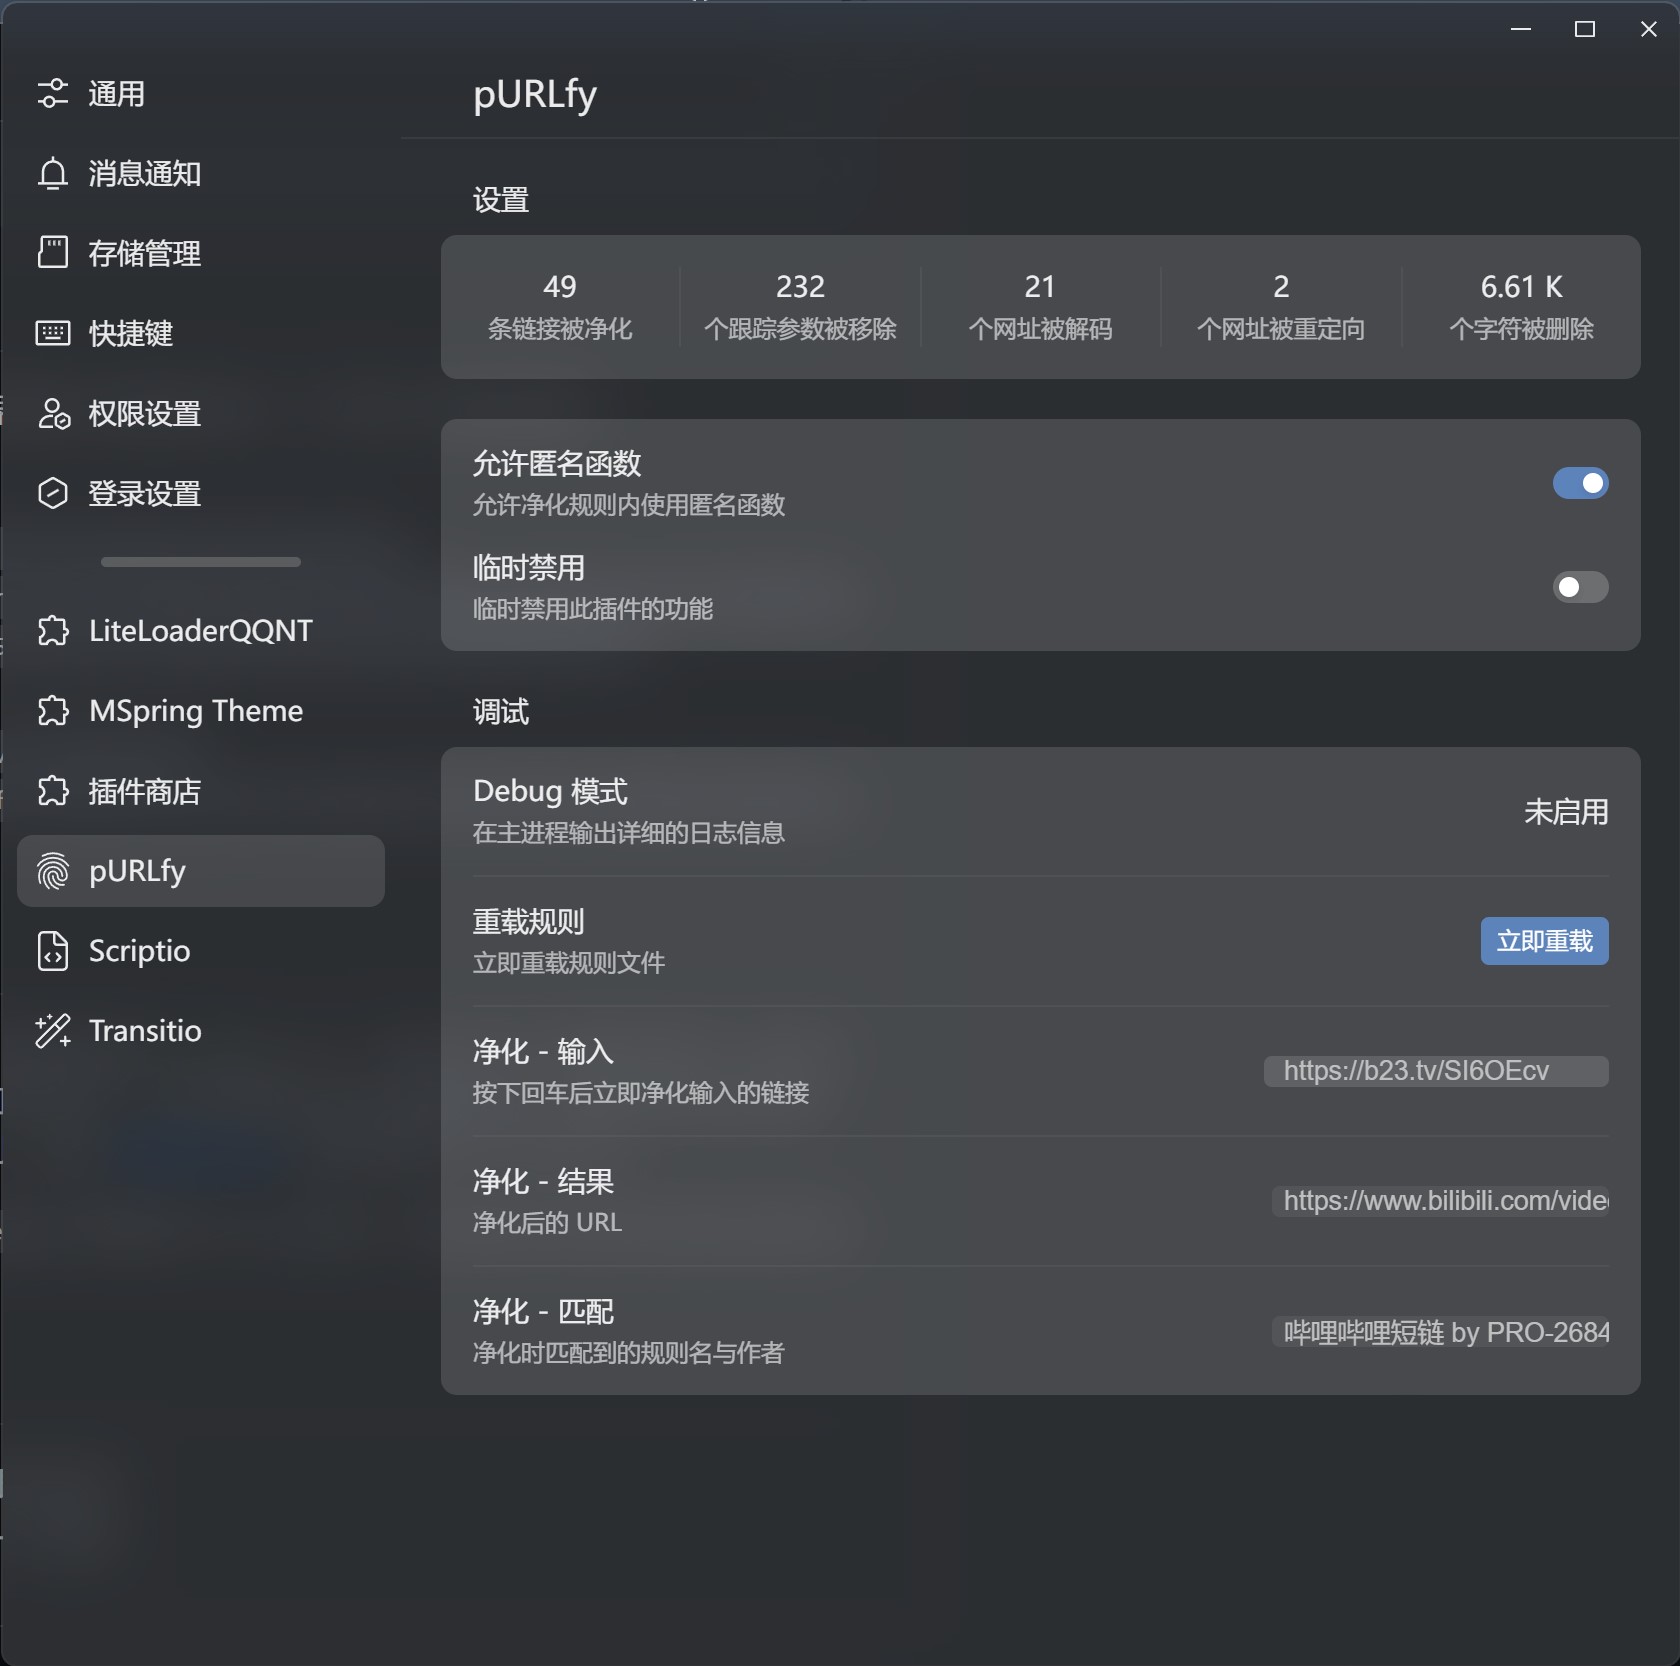 通用
消息通知
存储管理
快捷键
权限设置
登录设置
LiteLoaderQQNT
MSpring Theme
插件商店
pURLfy
Scriptio
Transitio
pURLfy
设置
49
条链接被净化
232
个跟踪参数被移除
21
个网址被解码
2
个网址被重定向
6.61 K
个字符被删除
允许匿名函数
允许净化规则内使用匿名函数
临时禁用
临时禁用此插件的功能
调试
Debug 模式
在主进程输出详细的日志信息
未启用
重载规则
立即重载规则文件
立即重载
净化 - 输入
按下回车后立即净化输入的链接
https://b23.tv/SI6OEcv
净化 - 结果
净化后的 URL
https://www.bilibili.com/vide
净化 - 匹配
净化时匹配到的规则名与作者
哔哩哔哩短链 by PRO-2684